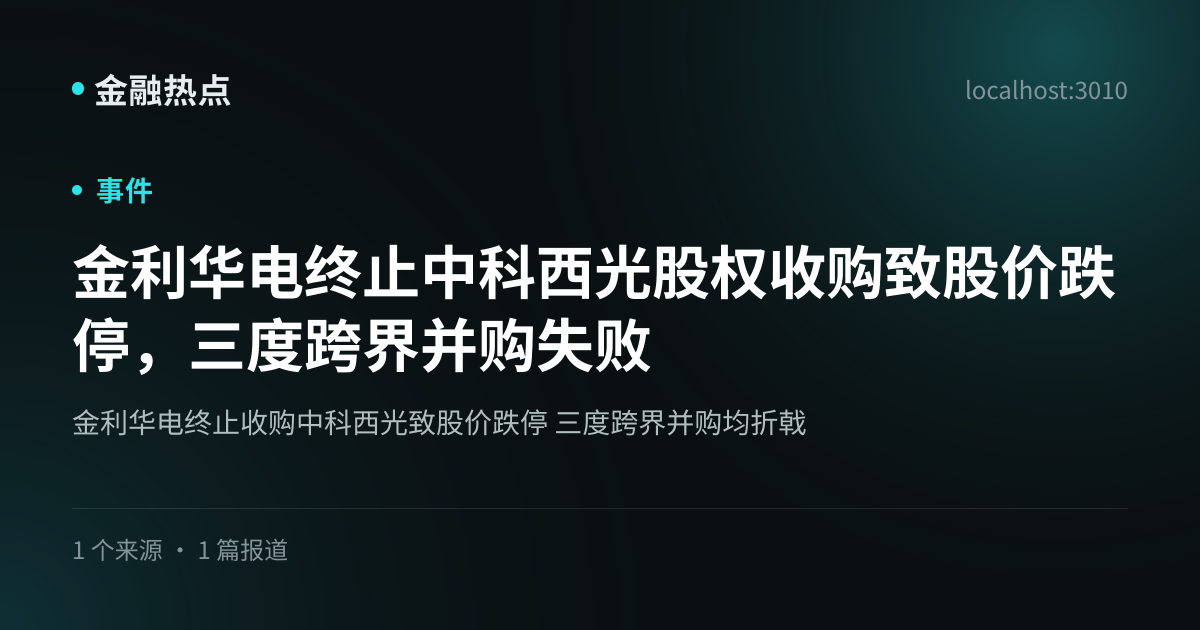 金融热点
localhost:3010
事件
金利华电终止中科西光股权收购致股价跌
停，三度跨界并购失败
金利华电终止收购中科西光致股价跌停 三度跨界并购均折戟
1 个来源 · 1 篇报道